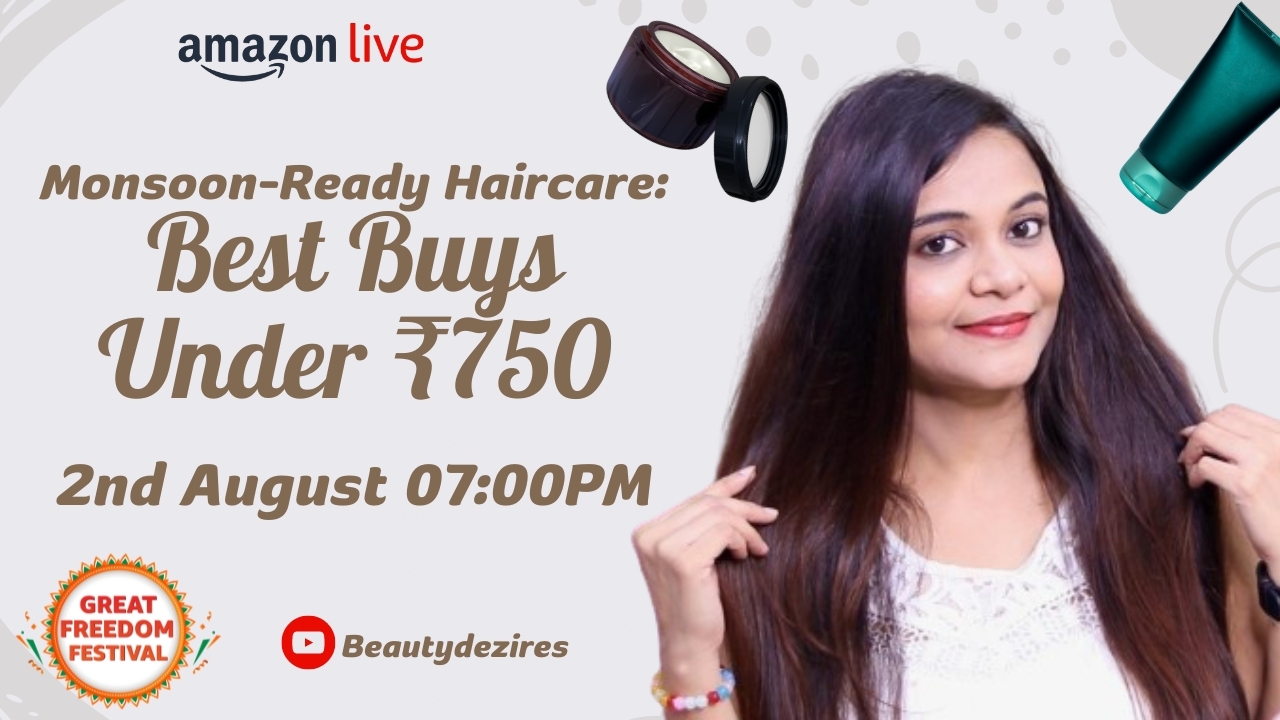 amazon live
Monsoon-Ready Haircare:
Best Buys
Under ₹750
2nd August 07:00PM
GREAT
FREEDOM
FESTIVAL
Beautydezires